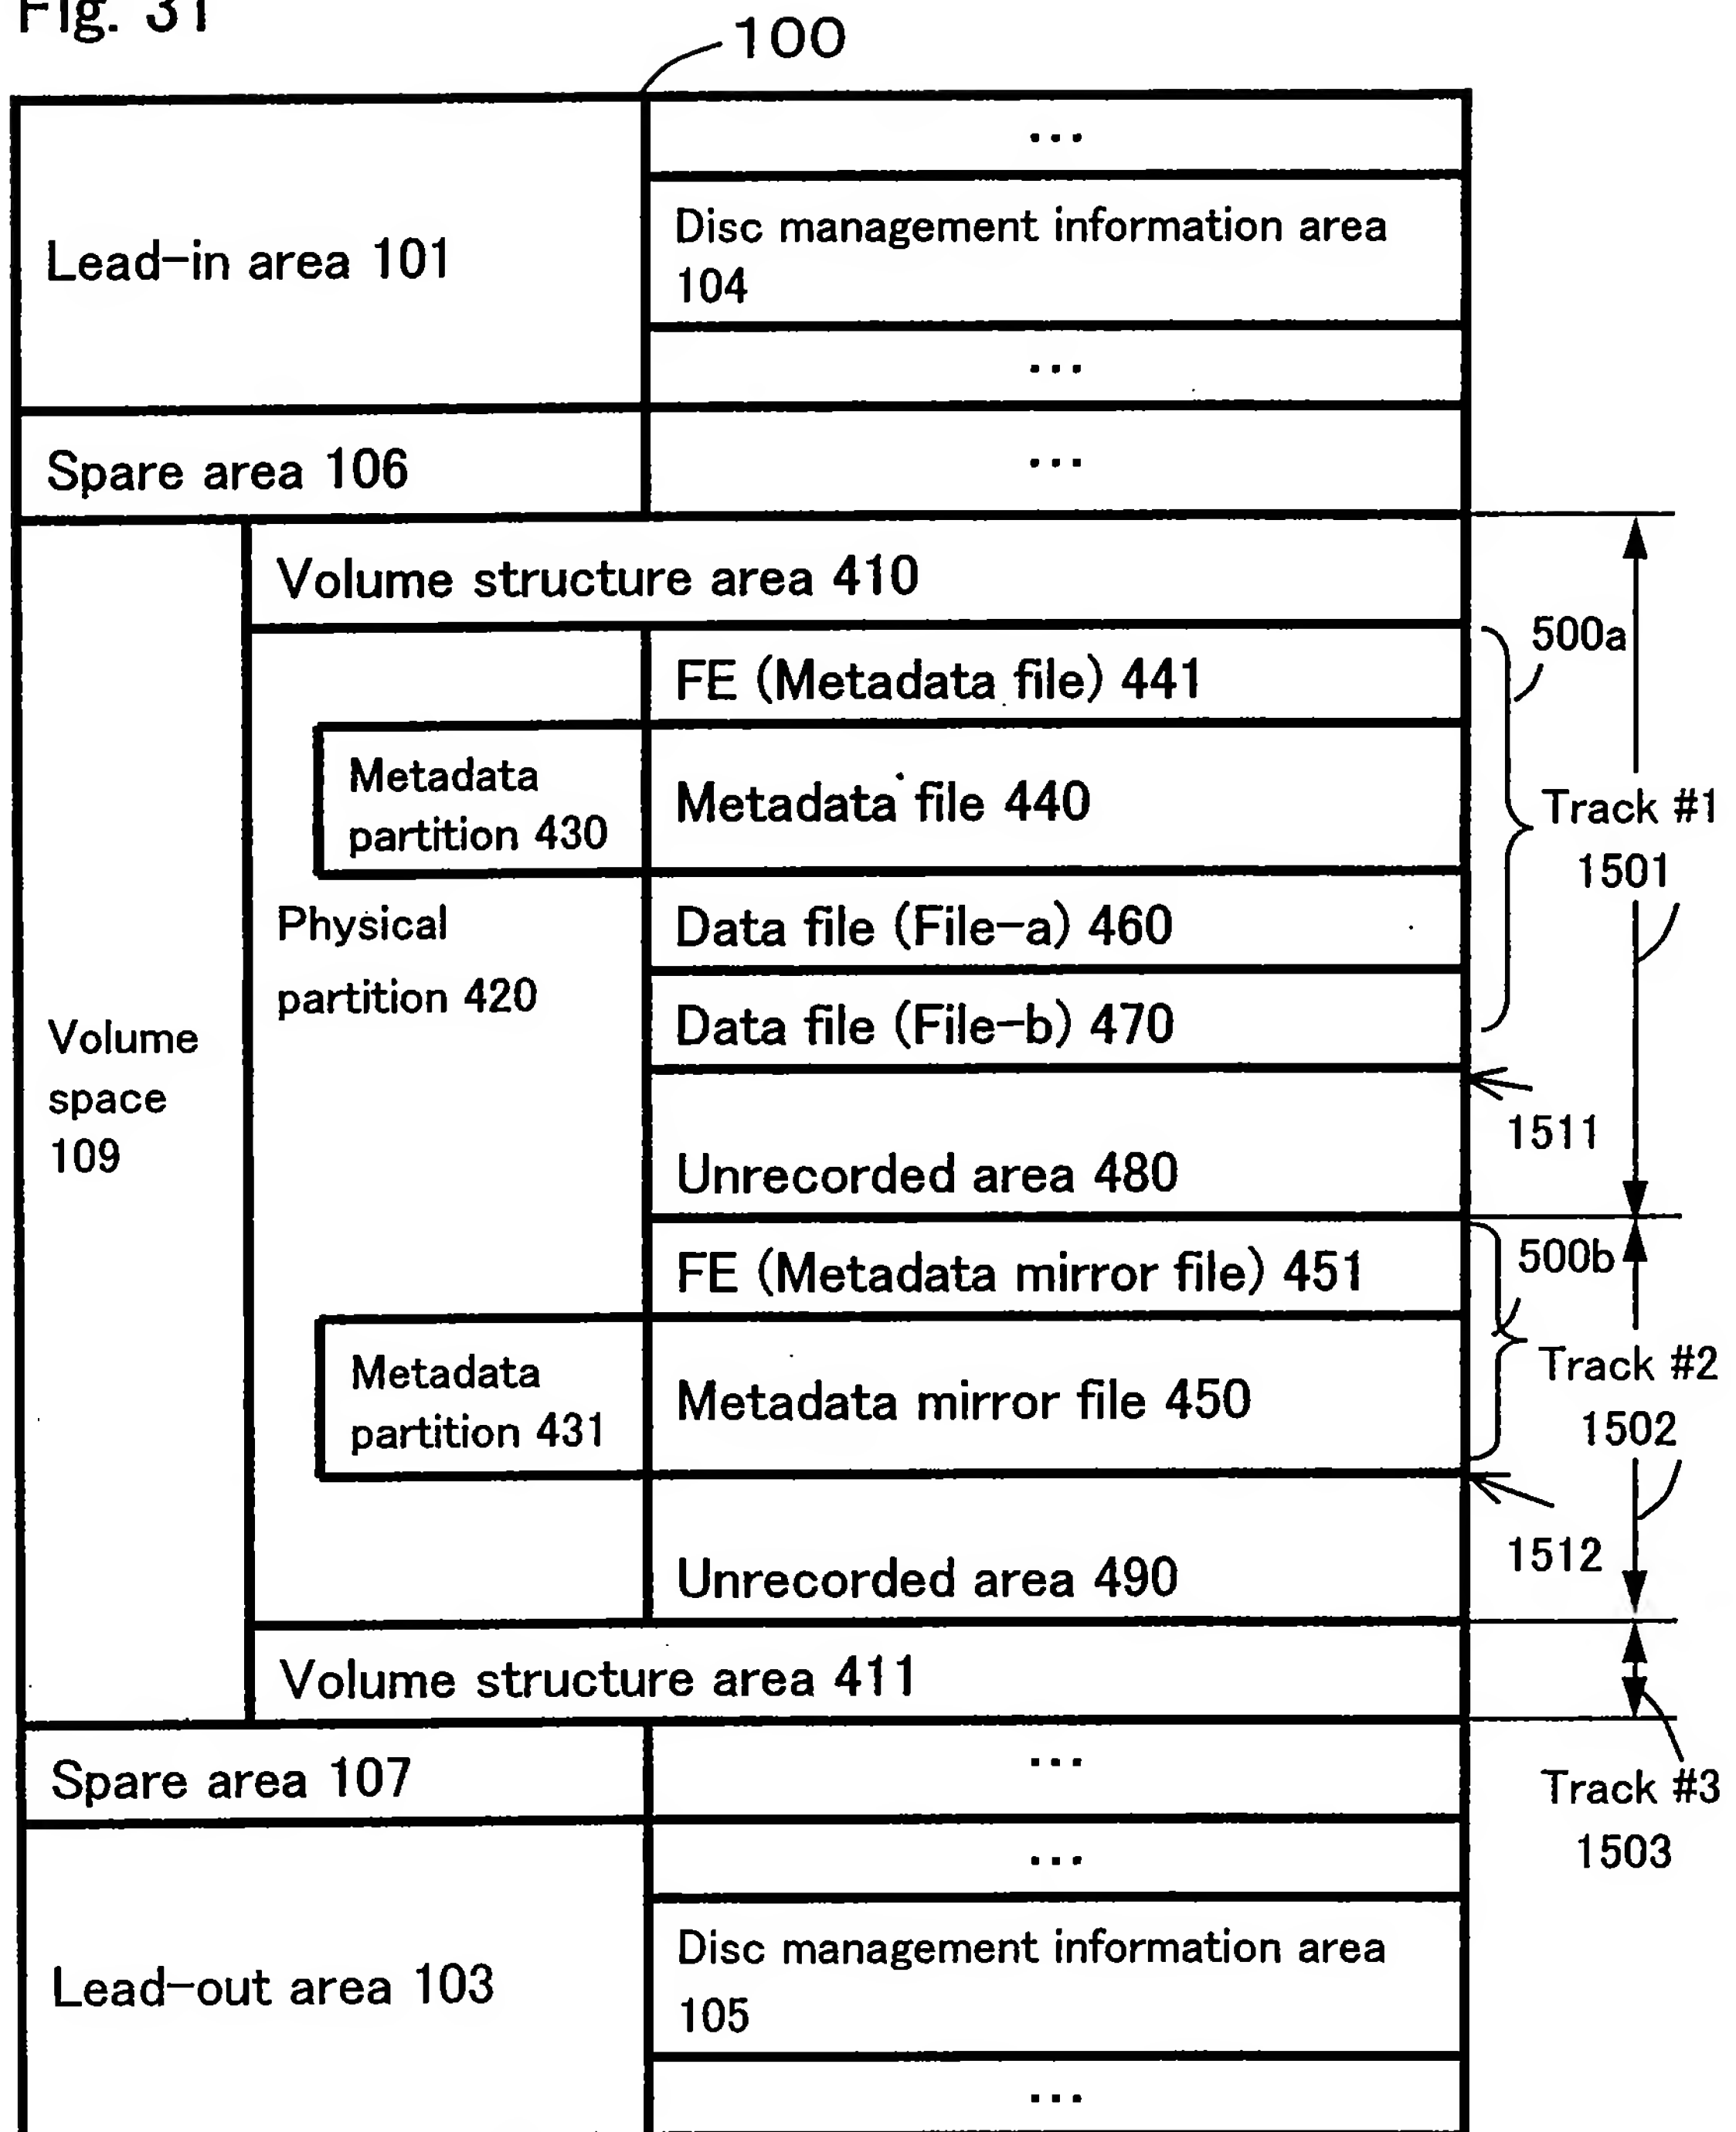 Fig. 31
100
...
Lead-in area 101
Disc management information area
104
...
Spare area 106
...
Volume structure area 410
500a
FE (Metadata file) 441
Metadata
partition 430
Metadata file 440
Track #1
1501
Physical
partition 420
Data file (File-a) 460
Data file (File-b) 470
Volume
space
109
1511
Unrecorded area 480
500b
FE (Metadata mirror file) 451
Metadata
partition 431
Metadata mirror file 450
Track #2
1502
1512
Unrecorded area 490
Volume structure area 411
Spare area 107
...
Track #3
1503
...
Lead-out area 103
Disc management information area
105
...